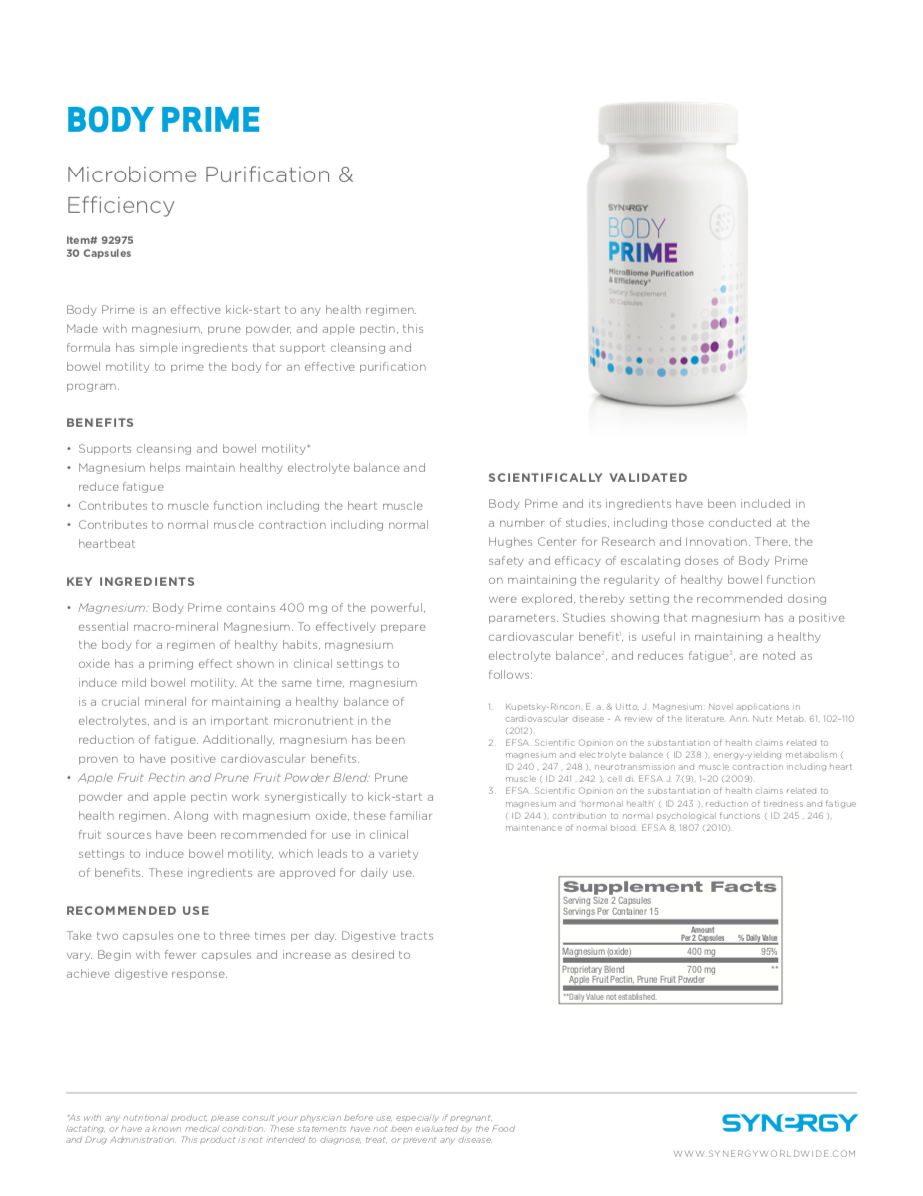 BODY PRIME
Microbiome Purification &
Efficiency
Item# 92975
30 Capsules
Body Prime is an effective kick-start to any health regimen.
Made with magnesium, prune powder, and apple pectin, this
formula has simple ingredients that support cleansing and
bowel motility to prime the body for an effective purification
program.
BENEFITS
• Supports cleansing and bowel motility*
• Magnesium helps maintain healthy electrolyte balance and
reduce fatigue
• Contributes to muscle function including the heart muscle
• Contributes to normal muscle contraction including normal
heartbeat
KEY INGREDIENTS
• Magnesium: Body Prime contains 400 mg of the powerful,
essential macro-mineral Magnesium. To effectively prepare
the body for a regimen of healthy habits, magnesium
oxide has a priming effect shown in clinical settings to
induce mild bowel motility. At the same time, magnesium
is a crucial mineral for maintaining a healthy balance of
electrolytes, and is an important micronutrient in the
reduction of fatigue. Additionally, magnesium has been
proven to have positive cardiovascular benefits.
• Apple Fruit Pectin and Prune Fruit Powder Blend: Prune
powder and apple pectin work synergistically to kick-start a
health regimen. Along with magnesium oxide, these familiar
fruit sources have been recommended for use in clinical
settings to induce bowel motility, which leads to a variety
of benefits. These ingredients are approved for daily use.
RECOMMENDED USE
Take two capsules one to three times per day. Digestive tracts
vary. Begin with fewer capsules and increase as desired to
achieve digestive response.
SYNERGY
BODY
PRIME
MicroBiome Purification
& Efficiency*
Dietary Supplement
30 Capsules
SCIENTIFICALLY VALIDATED
Body Prime and its ingredients have been included in
a number of studies, including those conducted at the
Hughes Center for Research and Innovation. There, the
safety and efficacy of escalating doses of Body Prime
on maintaining the regularity of healthy bowel function
were explored, thereby setting the recommended dosing
parameters. Studies showing that magnesium has a positive
cardiovascular benefit¹, is useful in maintaining a healthy
electrolyte balance², and reduces fatigue³, are noted as
follows:
1. Kupetsky-Rincon, E. a. & Uitto, J. Magnesium: Novel applications in
cardiovascular disease - A review of the literature. Ann. Nutr. Metab. 61, 102–110
(2012).
2. EFSA. Scientific Opinion on the substantiation of health claims related to
magnesium and electrolyte balance ( ID 238 ), energy-yielding metabolism (
ID 240 , 247 , 248 ), neurotransmission and muscle contraction including heart
muscle ( ID 241 , 242 ), cell di. EFSA J. 7(9), 1–20 (2009).
3. EFSA. Scientific Opinion on the substantiation of health claims related to
magnesium and 'hormonal health' ( ID 243 ), reduction of tiredness and fatigue
( ID 244 ), contribution to normal psychological functions ( ID 245 , 246 ),
maintenance of normal blood. EFSA 8, 1807 (2010).
Supplement Facts
Serving Size 2 Capsules
Servings Per Container 15
Amount
Per 2 Capsules % Daily Value
Magnesium (oxide) 400 mg 95%
Proprietary Blend 700 mg **
Apple Fruit Pectin, Prune Fruit Powder
**Daily Value not established.
*As with any nutritional product, please consult your physician before use, especially if pregnant,
lactating, or have a known medical condition. These statements have not been evaluated by the Food
and Drug Administration. This product is not intended to diagnose, treat, or prevent any disease.
SYNERGY
WWW.SYNERGYWORLDWIDE.COM